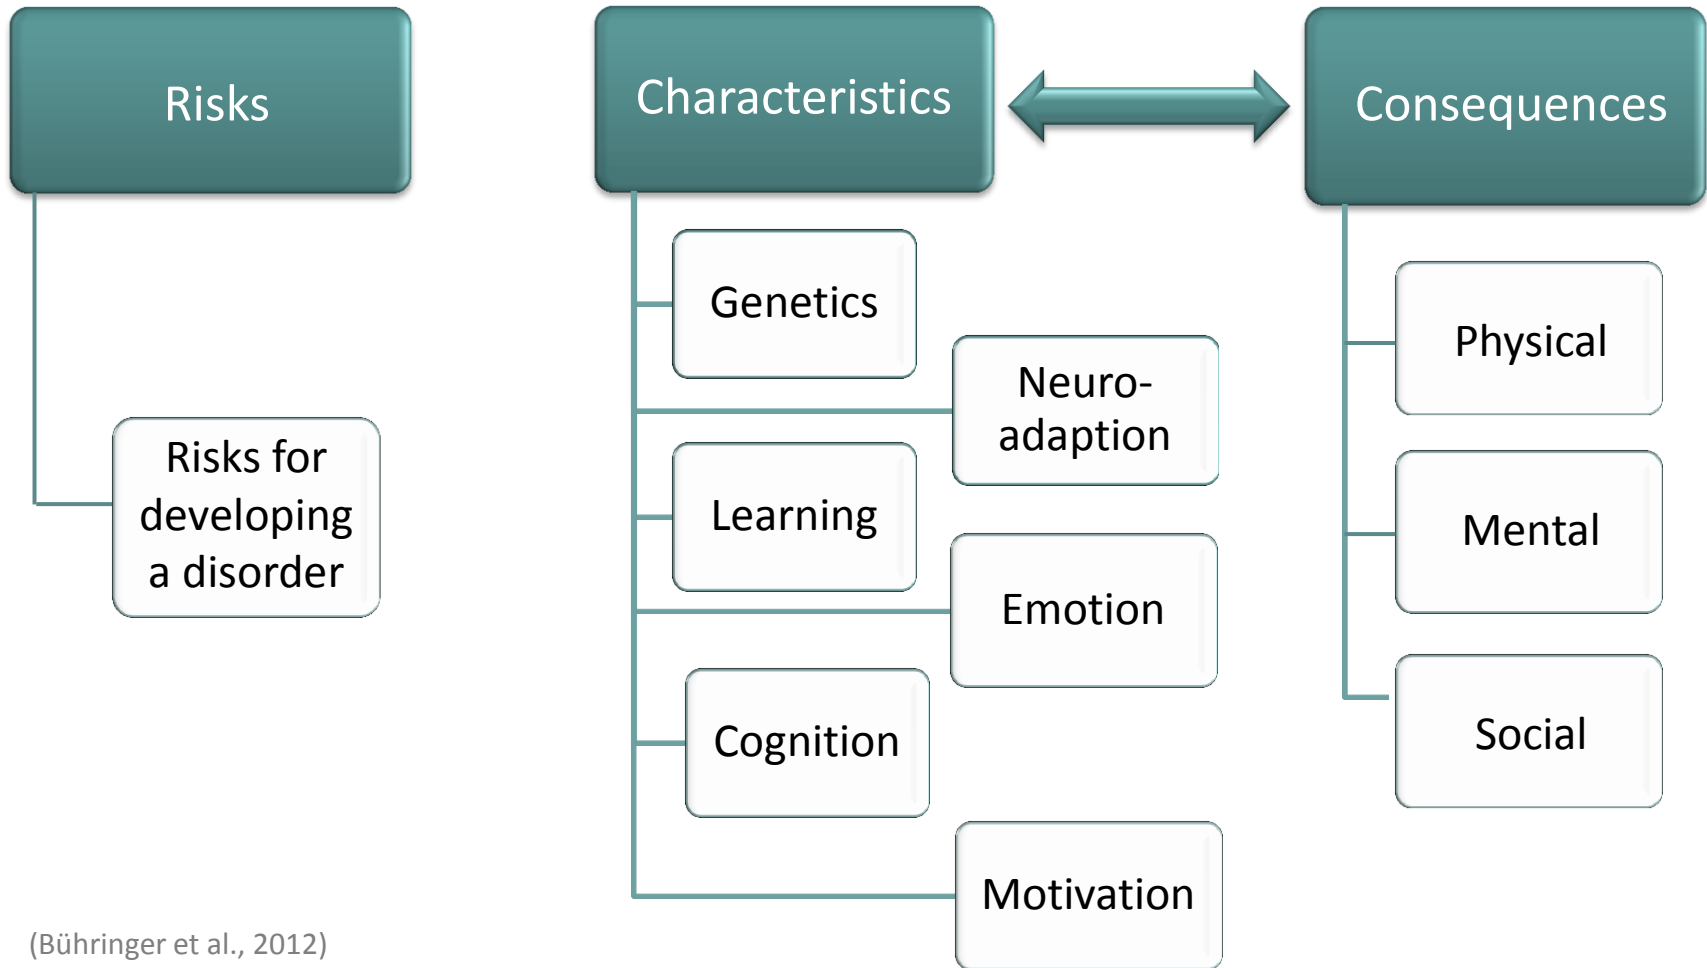 Risks
Risks for
developing
a disorder
Characteristics
Genetics
Neuro-
adaption
Learning
Emotion
Cognition
Motivation
Consequences
Physical
Mental
Social
(Bühringer et al., 2012)